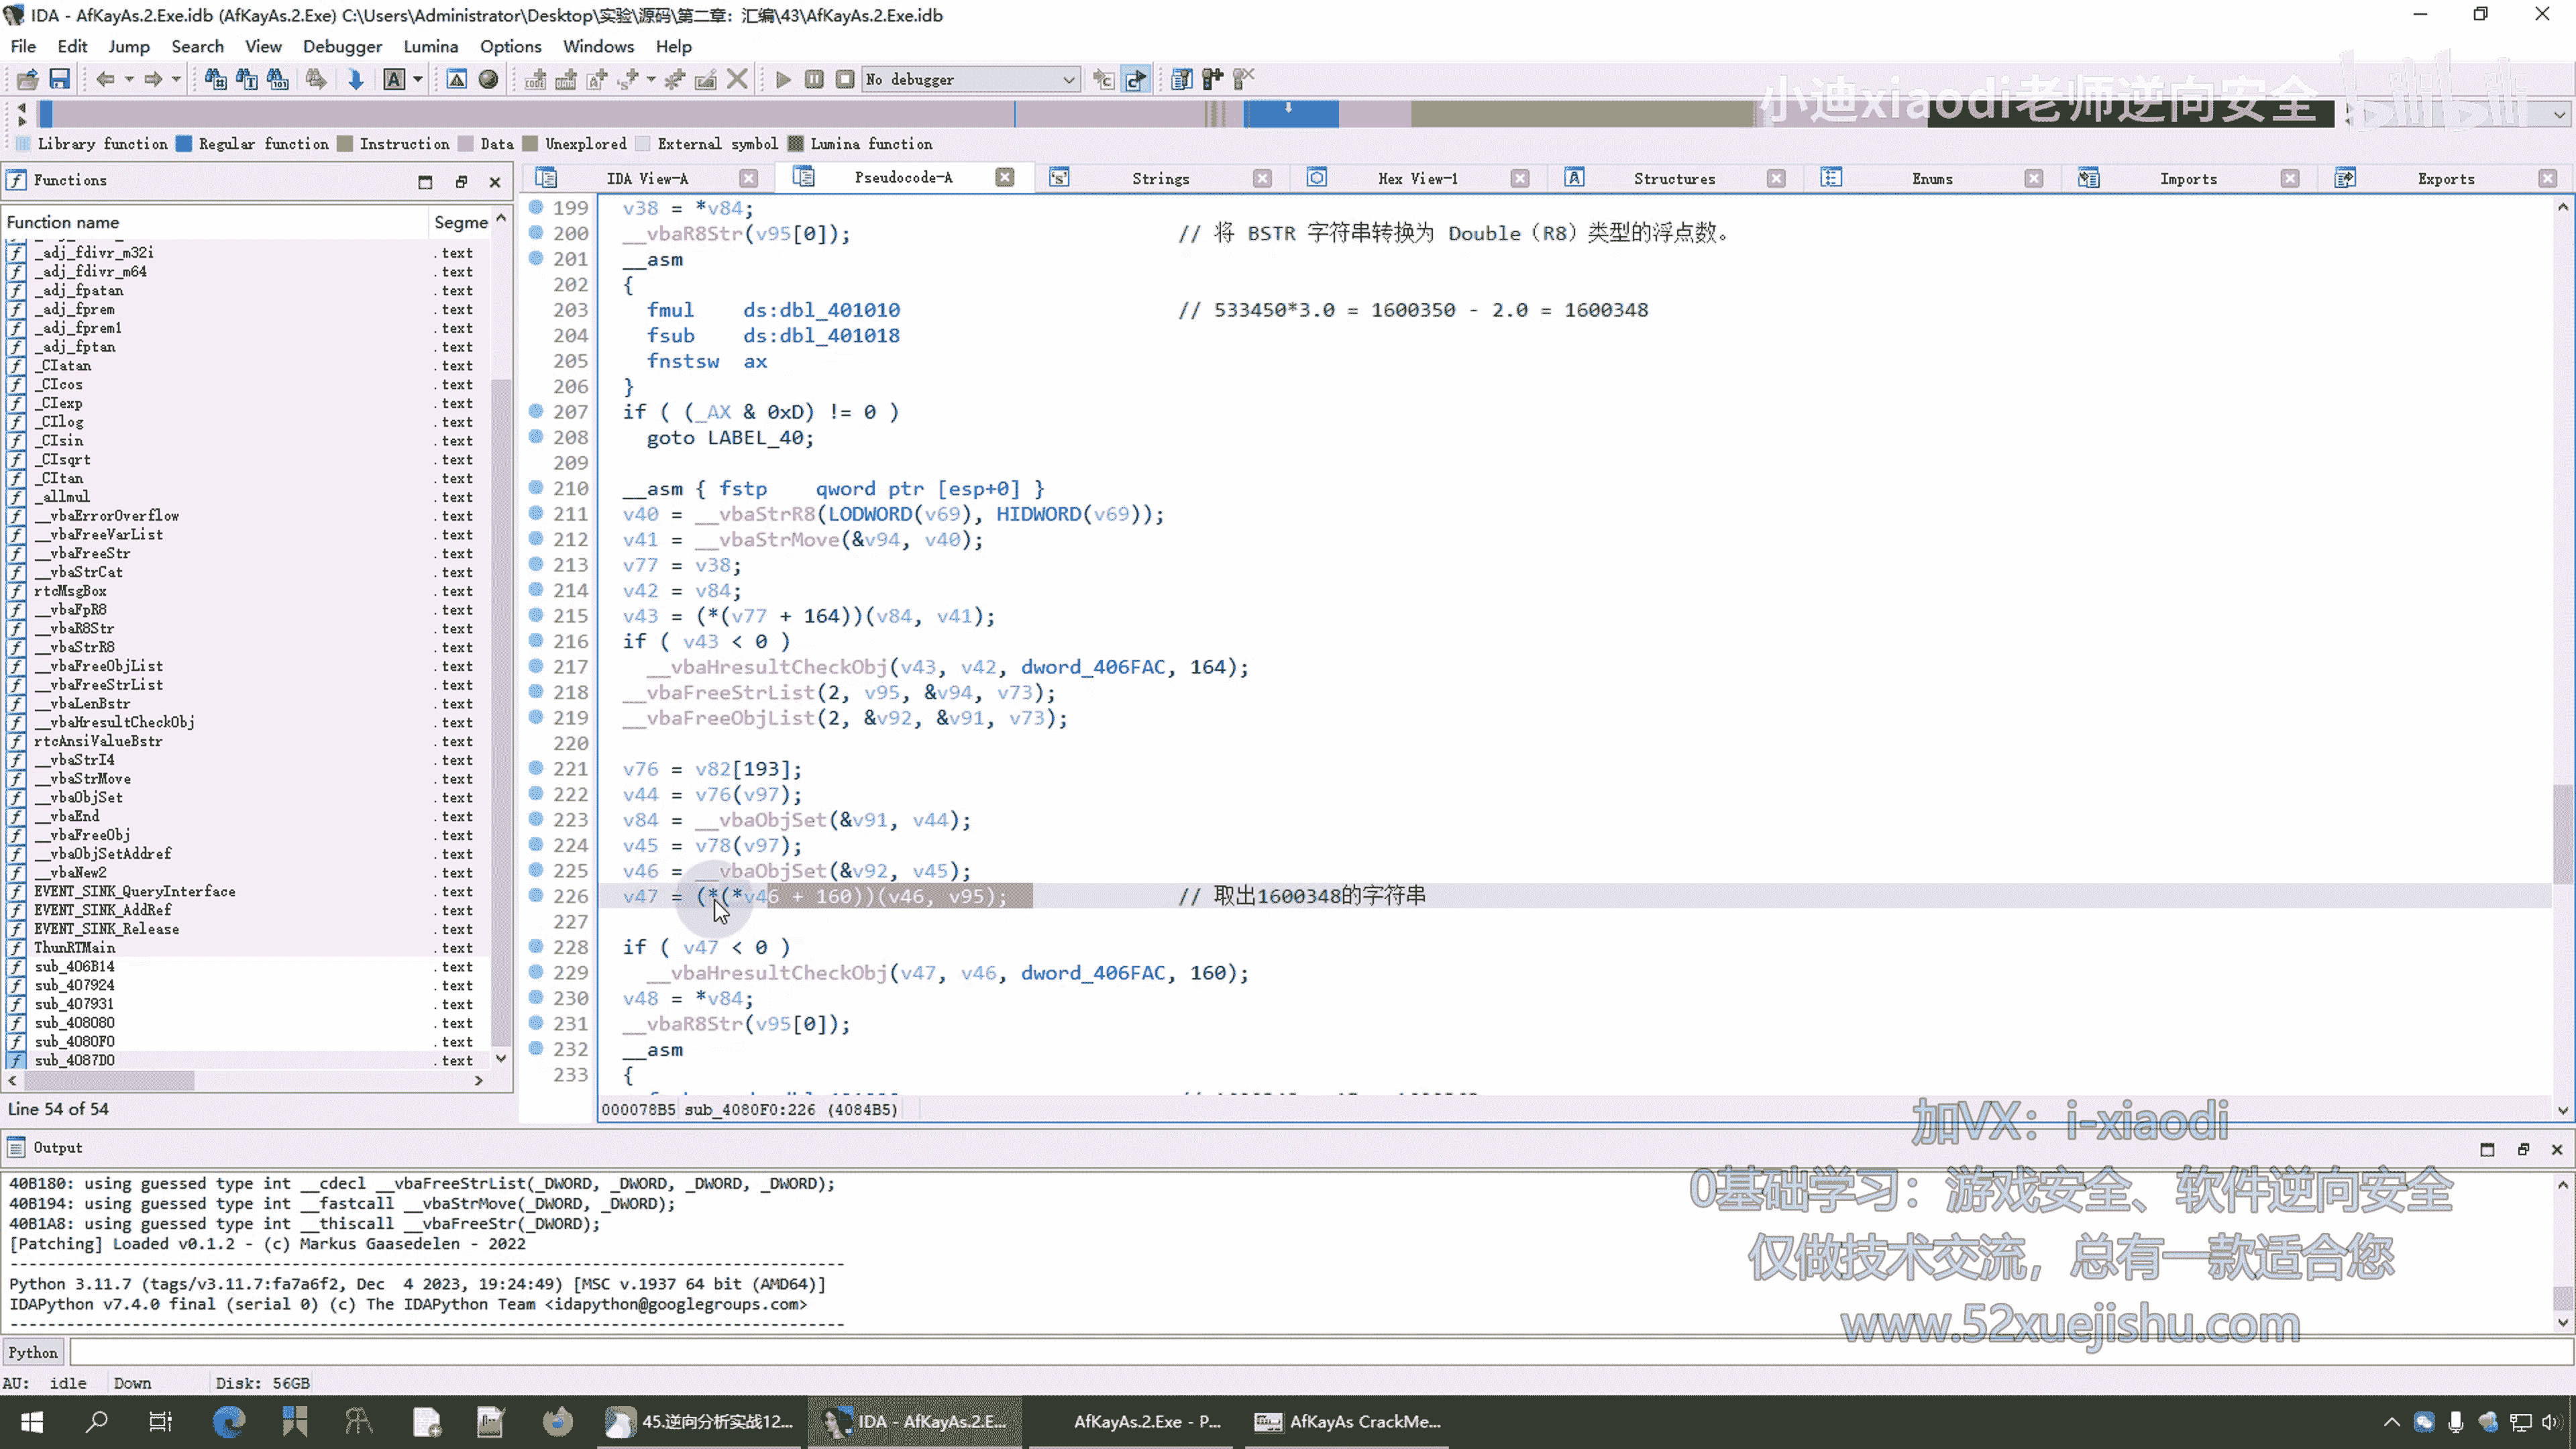 IDA - AfKayAs.2.Exe.idb (AfKayAs.2.Exe) C:\Users\Administrator\Desktop\实验\源码\第二章：汇编\43\AfKayAs.2.Exe.idb
File Edit Jump Search View Debugger Lumina Options Windows Help
No debugger
小迪xiaodi老师逆向安全 bilibili
Library function Regular function Instruction Data Unexplored External symbol Lumina function
Functions
IDA View-A Pseudocode-A Strings Hex View-1 Structures Enums Imports Exports
Function name Segme
_adj_fdivr_m32i .text
_adj_fdivr_m64 .text
_adj_fpatan .text
_adj_fprem .text
_adj_fprem1 .text
_adj_fptan .text
_CIatan .text
_CIcos .text
_CIexp .text
_CIlog .text
_CIsin .text
_CIsqrt .text
_CItan .text
_allmul .text
__vbaErrorOverflow .text
__vbaFreeVarList .text
__vbaFreeStr .text
__vbaStrCat .text
rtcMsgBox .text
__vbaFpR8 .text
__vbaR8Str .text
__vbaStrR8 .text
__vbaFreeObjList .text
__vbaFreeStrList .text
__vbaLenBstr .text
__vbaHresultCheckObj .text
rtcAnsiValueBstr .text
__vbaStrI4 .text
__vbaStrMove .text
__vbaObjSet .text
__vbaEnd .text
__vbaFreeObj .text
__vbaObjSetAddref .text
__vbaNew2 .text
EVENT_SINK_QueryInterface .text
EVENT_SINK_AddRef .text
EVENT_SINK_Release .text
ThunRTMain .text
sub_406B14 .text
sub_407924 .text
sub_407931 .text
sub_408080 .text
sub_4080F0 .text
sub_4087D0 .text
Line 54 of 54
199 v38 = *v84;
200 __vbaR8Str(v95[0]); // 将 BSTR 字符串转换为 Double（R8）类型的浮点数。
201 __asm
202 {
203 fmul ds:dbl_401010 // 533450*3.0 = 1600350 - 2.0 = 1600348
204 fsub ds:dbl_401018
205 fnstsw ax
206 }
207 if ( (_AX & 0xD) != 0 )
208 goto LABEL_40;
209
210 __asm { fstp qword ptr [esp+0] }
211 v40 = __vbaStrR8(LODWORD(v69), HIDWORD(v69));
212 v41 = __vbaStrMove(&v94, v40);
213 v77 = v38;
214 v42 = v84;
215 v43 = (*(v77 + 164))(v84, v41);
216 if ( v43 < 0 )
217 __vbaHresultCheckObj(v43, v42, dword_406FAC, 164);
218 __vbaFreeStrList(2, v95, &v94, v73);
219 __vbaFreeObjList(2, &v92, &v91, v73);
220
221 v76 = v82[193];
222 v44 = v76(v97);
223 v84 = __vbaObjSet(&v91, v44);
224 v45 = v78(v97);
225 v46 = __vbaObjSet(&v92, v45);
226 v47 = (*(*v46 + 160))(v46, v95); // 取出1600348的字符串
227
228 if ( v47 < 0 )
229 __vbaHresultCheckObj(v47, v46, dword_406FAC, 160);
230 v48 = *v84;
231 __vbaR8Str(v95[0]);
232 __asm
233 {
000078B5 sub_4080F0:226 (4084B5)
加VX：i-xiaodi
0基础学习：游戏安全、软件逆向安全
仅做技术交流，总有一款适合您
www.52xuejishu.com
Output
40B180: using guessed type int __cdecl __vbaFreeStrList(_DWORD, _DWORD, _DWORD, _DWORD);
40B194: using guessed type int __fastcall __vbaStrMove(_DWORD, _DWORD);
40B1A8: using guessed type int __thiscall __vbaFreeStr(_DWORD);
[Patching] Loaded v0.1.2 - (c) Markus Gaasedelen - 2022
Python 3.11.7 (tags/v3.11.7:fa7a6f2, Dec 4 2023, 19:24:49) [MSC v.1937 64 bit (AMD64)]
IDAPython v7.4.0 final (serial 0) (c) The IDAPython Team <idapython@googlegroups.com>
Python
AU: idle Down Disk: 56GB
45.逆向分析实战12... IDA - AfKayAs.2.E... AfKayAs.2.Exe - P... AfKayAs CrackMe...